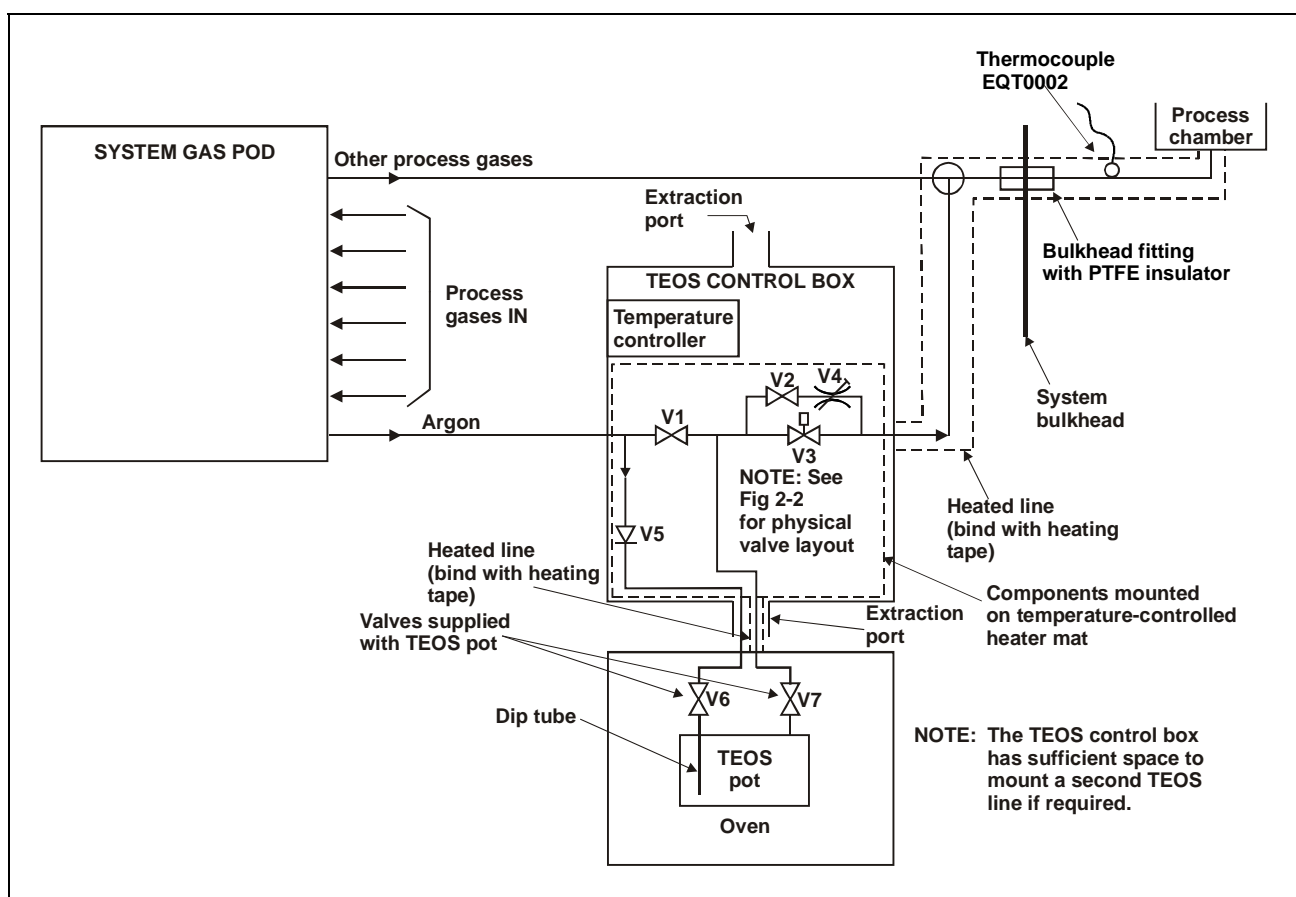 Thermocouple
EQT0002
Process
chamber
SYSTEM GAS POD
Other process gases
Extraction
port
Bulkhead fitting
with PTFE insulator
TEOS CONTROL BOX
Process
gases IN
Temperature
controller
System
bulkhead
V2
V4
Argon
V1
V3
NOTE: See
Fig 2-2
for physical
valve layout
V5
Heated line
(bind with heating
tape)
Heated line
(bind with heating
tape)
Components mounted
on temperature-controlled
heater mat
Extraction
port
Valves supplied
with TEOS pot
V6
V7
Dip tube
TEOS
pot
Oven
NOTE: The TEOS control box
has sufficient space to
mount a second TEOS
line if required.